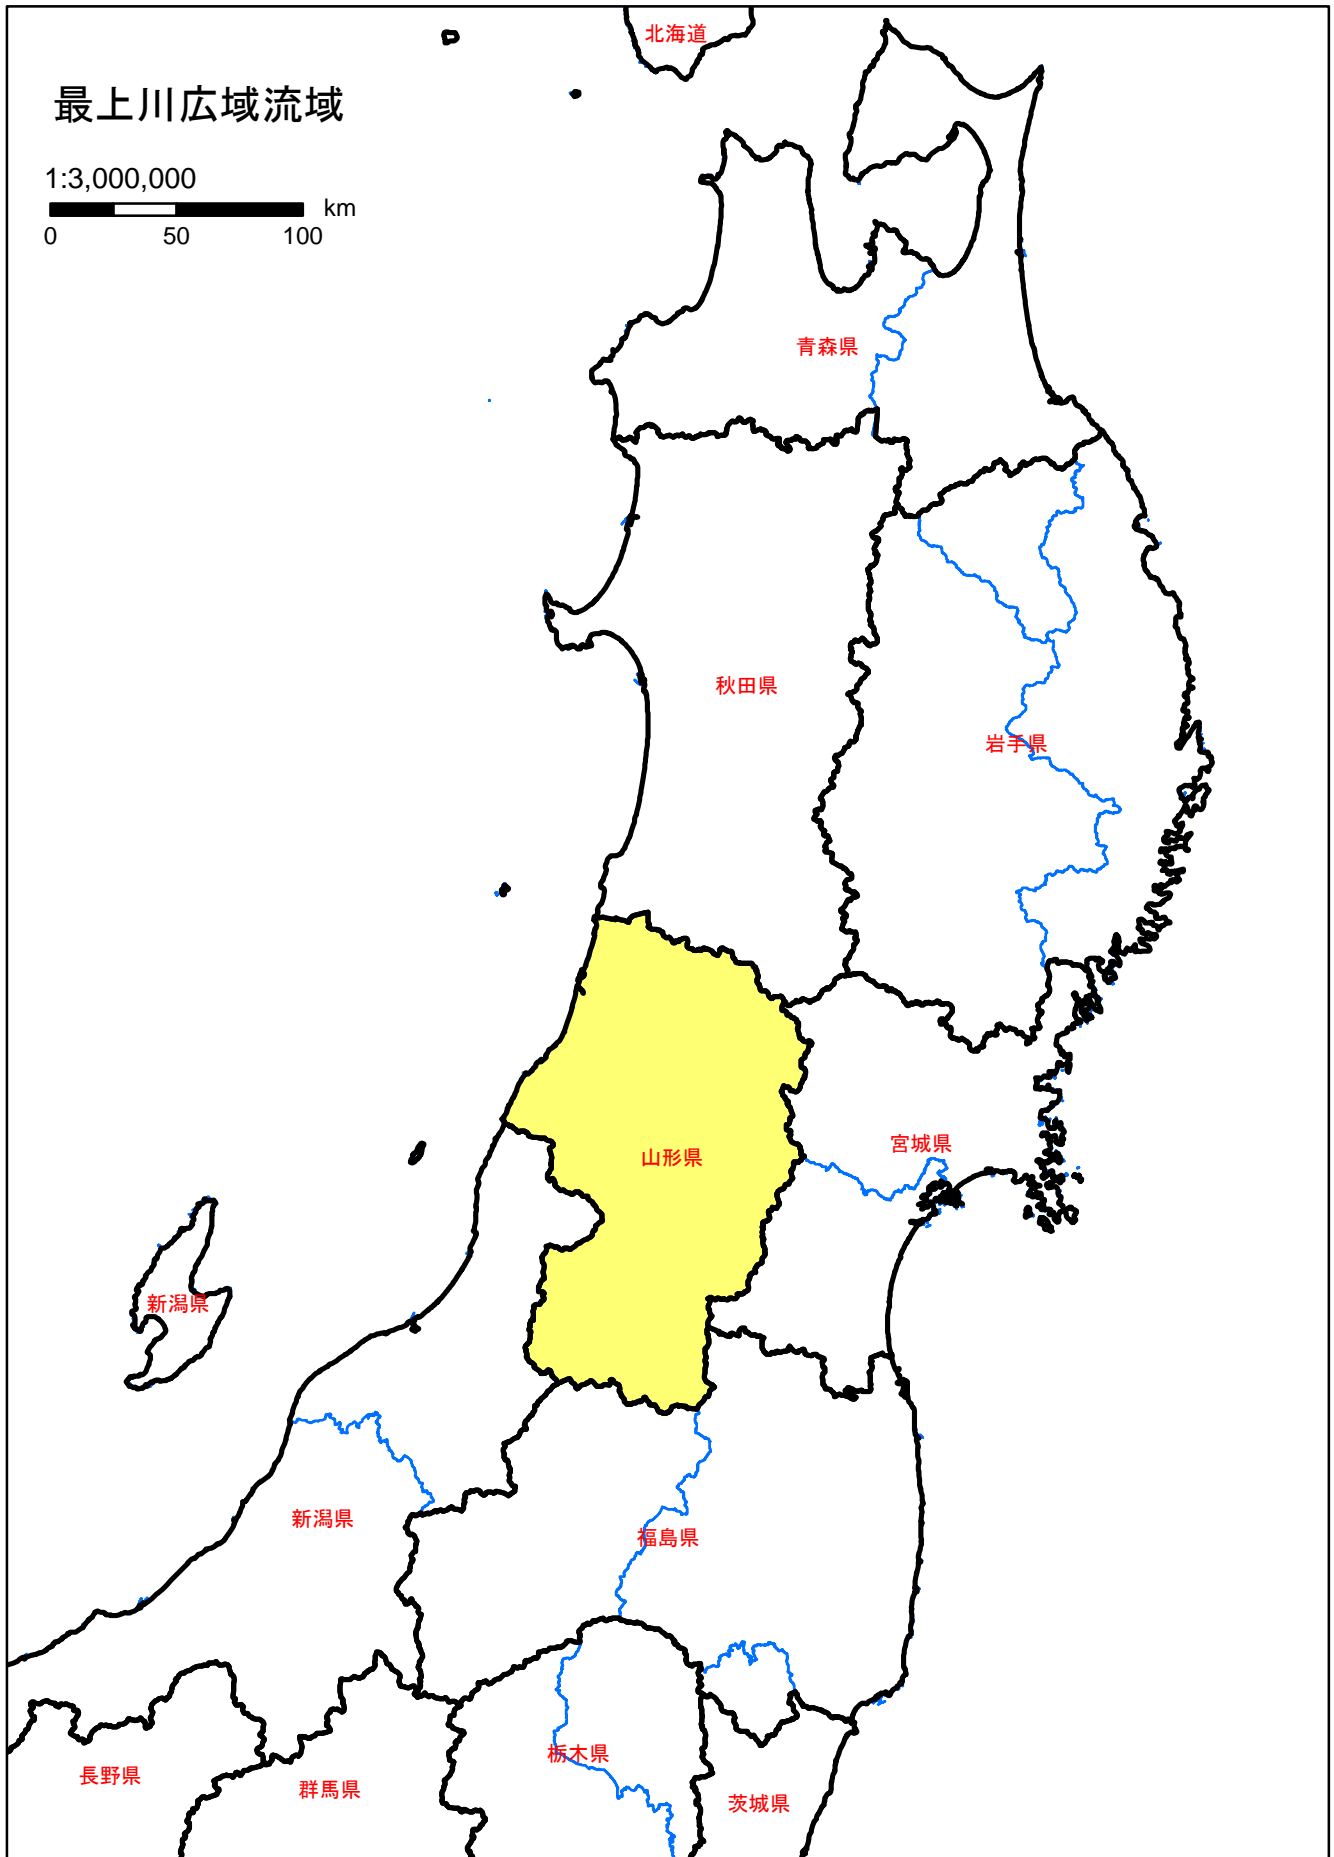 北海道
最上川広域流域
1:3,000,000
km
0 50 100
青森県
秋田県
岩手県
宮城県
山形県
新潟県
新潟県
福島県
栃木県
長野県
群馬県
茨城県